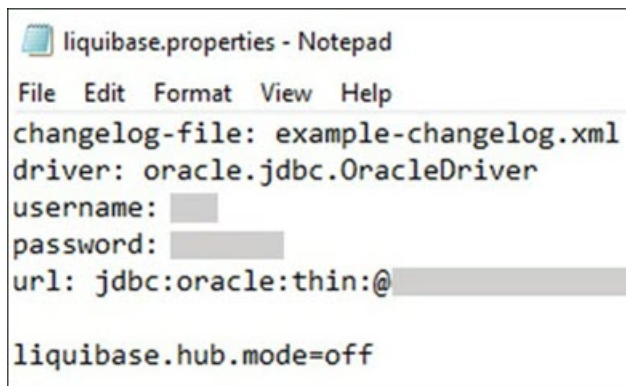 liquibase.properties - Notepad
File Edit Format View Help
changelog-file: example-changelog.xml
driver: oracle.jdbc.OracleDriver
username:
password:
url: jdbc:oracle:thin:@
liquibase.hub.mode=off